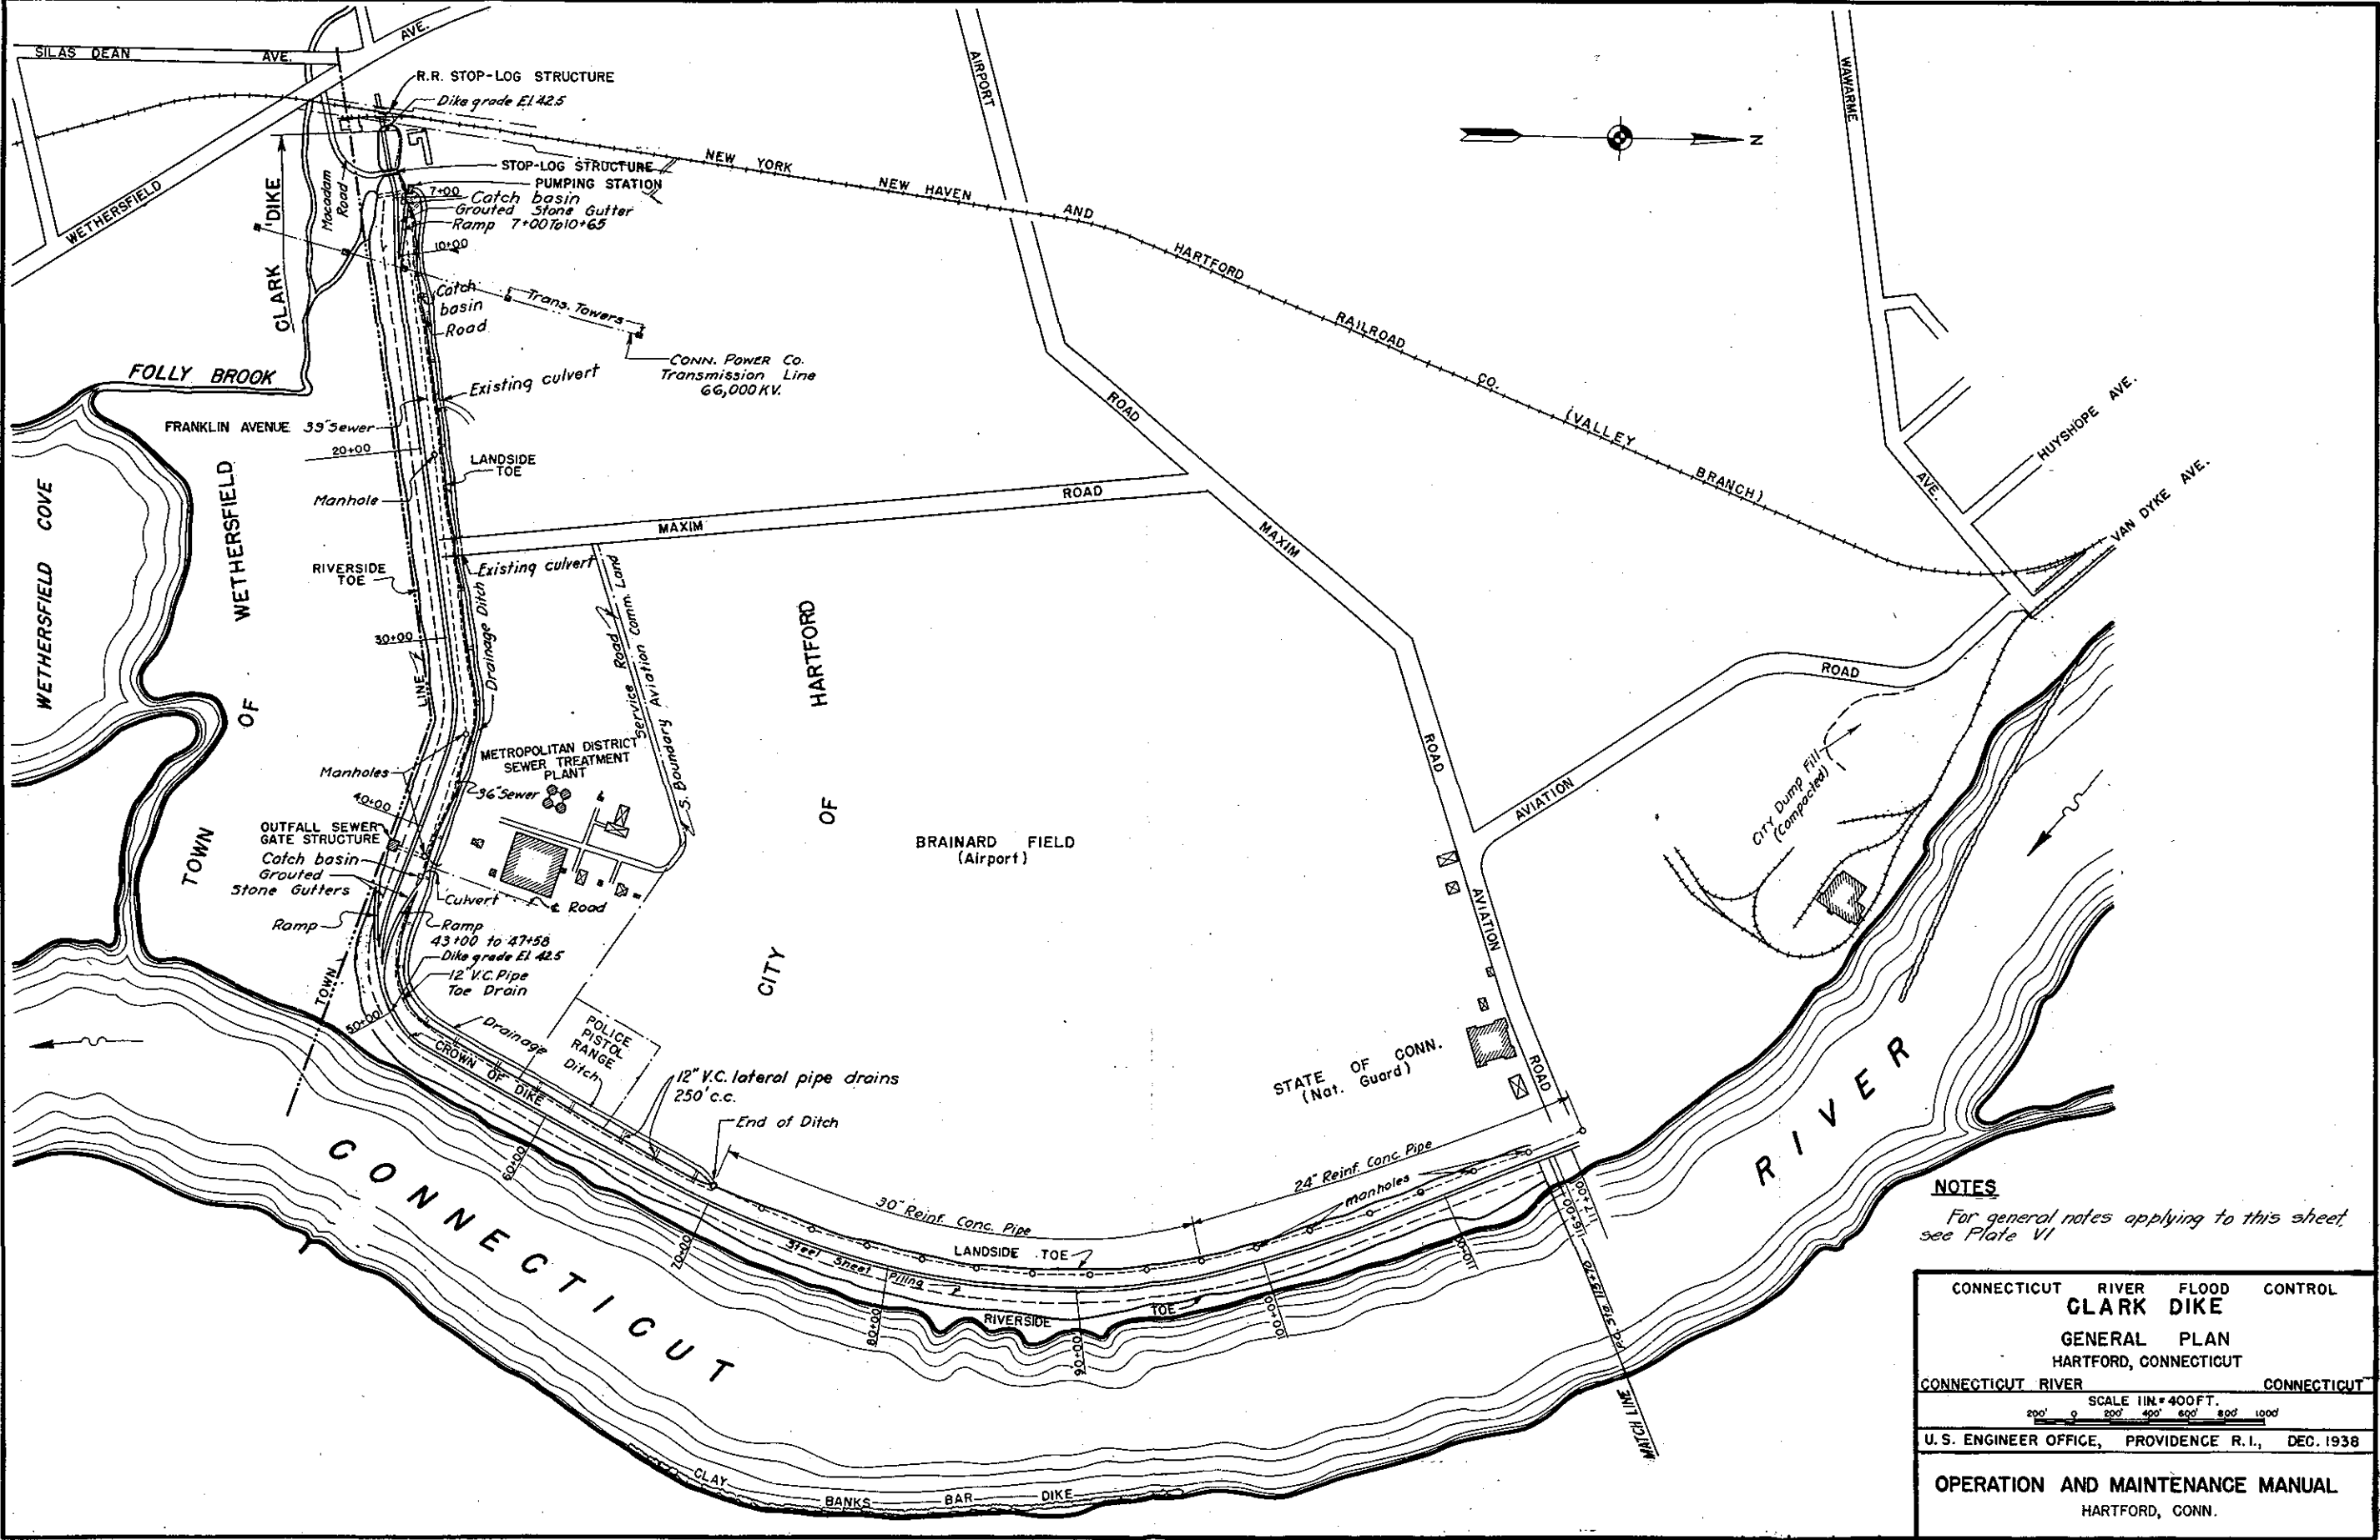 SILAS DEAN AVE.
AVE.
WETHERSFIELD
R.R. STOP-LOG STRUCTURE
Dike grade El. 42.5
CLARK DIKE
Macadam
Road
STOP-LOG STRUCTURE
PUMPING STATION
7+00
Catch basin
Grouted Stone Gutter
Ramp 7+00 To 10+65
10+00
Catch
basin
Road
Trans. Towers
CONN. POWER Co.
Transmission Line
66,000 KV.
Existing culvert
FOLLY BROOK
FRANKLIN AVENUE 39" Sewer
20+00
LANDSIDE
TOE
Manhole
NEW YORK NEW HAVEN AND HARTFORD RAILROAD CO. (VALLEY BRANCH)
AIRPORT
ROAD
WAWARME
AVE.
HUYSHOPE AVE.
VAN DYKE AVE.
N
MAXIM ROAD
MAXIM
ROAD
WETHERSFIELD COVE
TOWN OF WETHERSFIELD
RIVERSIDE
TOE
Existing culvert
Drainage Ditch
30+00
LINE
Service Road
S. Boundary Aviation Comm. Land
CITY OF HARTFORD
METROPOLITAN DISTRICT
SEWER TREATMENT
PLANT
Manholes
36" Sewer
40+00
OUTFALL SEWER
GATE STRUCTURE
Catch basin
Grouted
Stone Gutters
Culvert
℄ Road
Ramp
Ramp
43+00 to 47+58
Dike grade El. 42.5
12" V.C. Pipe
Toe Drain
TOWN
50+00
BRAINARD FIELD
(Airport)
AVIATION
ROAD
AVIATION
ROAD
City Dump Fill
(Compacted)
Drainage
Ditch
CROWN OF DIKE
POLICE
PISTOL
RANGE
12" V.C. lateral pipe drains
250' c.c.
End of Ditch
STATE OF CONN.
(Nat. Guard)
60+00
70+00
80+00
90+00
100+00
110+00
116+00
117+00
30" Reinf. Conc. Pipe
24" Reinf. Conc. Pipe
manholes
LANDSIDE TOE
Steel Sheet Piling
RIVERSIDE TOE
P.O. Sta. 115+70
MATCH LINE
CONNECTICUT RIVER
CLAY BANKS BAR DIKE
NOTES
For general notes applying to this sheet,
see Plate VI
CONNECTICUT RIVER FLOOD CONTROL
CLARK DIKE
GENERAL PLAN
HARTFORD, CONNECTICUT
CONNECTICUT RIVER CONNECTICUT
SCALE 1 IN. = 400 FT.
200' 0 200' 400' 600' 800' 1000'
U. S. ENGINEER OFFICE, PROVIDENCE R. I., DEC. 1938
OPERATION AND MAINTENANCE MANUAL
HARTFORD, CONN.